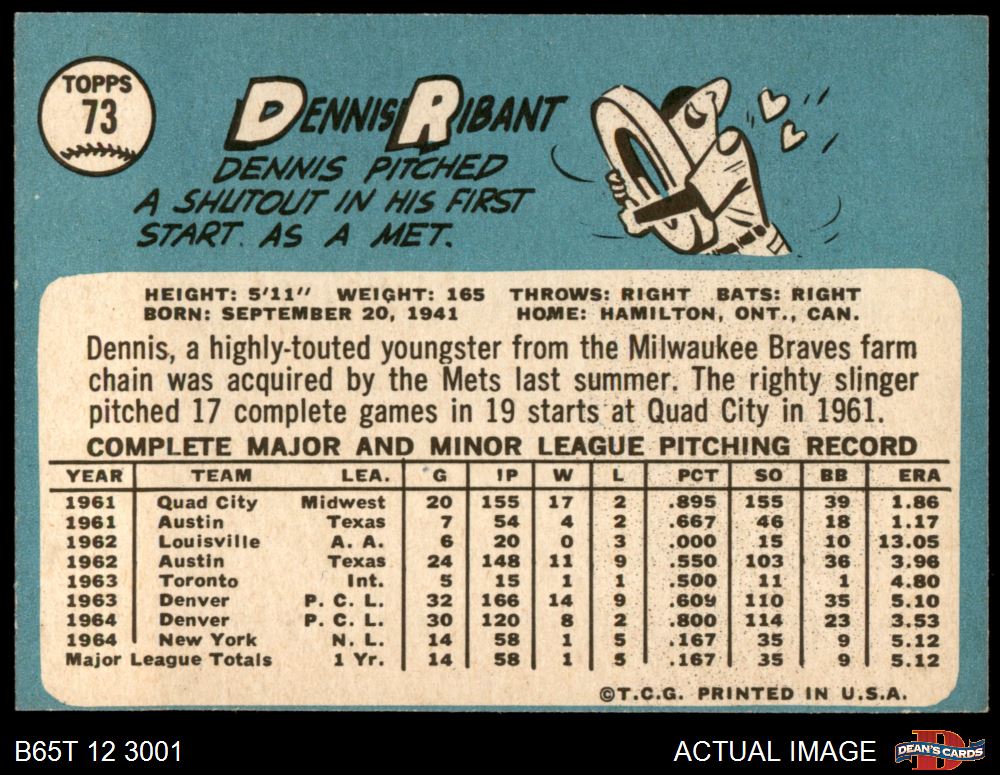 TOPPS
73
DENNIS RIBANT
DENNIS PITCHED
A SHUTOUT IN HIS FIRST
START AS A MET.
HEIGHT: 5'11" WEIGHT: 165 THROWS: RIGHT BATS: RIGHT
BORN: SEPTEMBER 20, 1941 HOME: HAMILTON, ONT., CAN.
Dennis, a highly-touted youngster from the Milwaukee Braves farm
chain was acquired by the Mets last summer. The righty slinger
pitched 17 complete games in 19 starts at Quad City in 1961.
COMPLETE MAJOR AND MINOR LEAGUE PITCHING RECORD
YEAR TEAM LEA. G IP W L PCT SO BB ERA
1961 Quad City Midwest 20 155 17 2 .895 155 39 1.86
1961 Austin Texas 7 54 4 2 .667 46 18 1.17
1962 Louisville A. A. 6 20 0 3 .000 15 10 13.05
1962 Austin Texas 24 148 11 9 .550 103 36 3.96
1963 Toronto Int. 5 15 1 1 .500 11 1 4.80
1963 Denver P. C. L. 32 166 14 9 .609 110 35 5.10
1964 Denver P. C. L. 30 120 8 2 .800 114 23 3.53
1964 New York N. L. 14 58 1 5 .167 35 9 5.12
Major League Totals 1 Yr. 14 58 1 5 .167 35 9 5.12
©T.C.G. PRINTED IN U.S.A.
B65T 12 3001 ACTUAL IMAGE DEAN'S CARDS